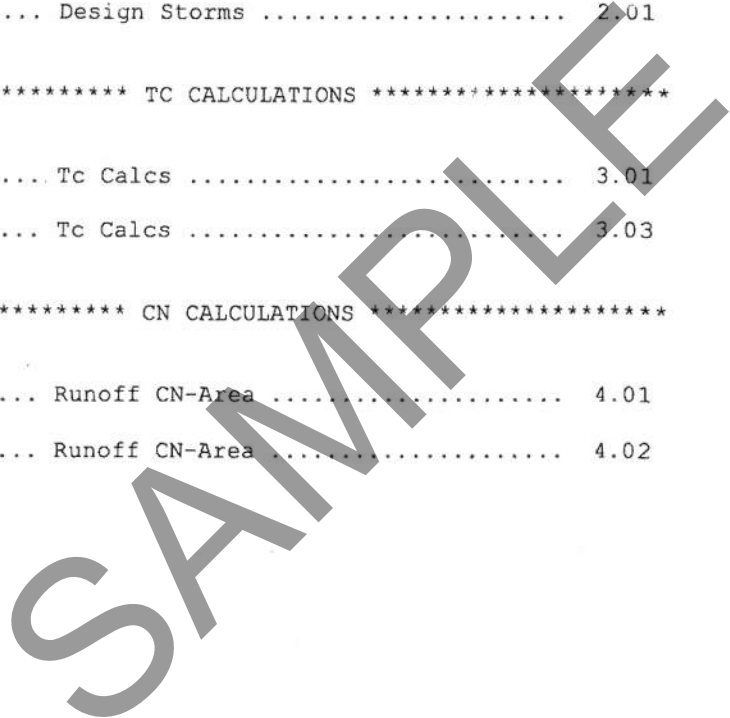 ... Design Storms ...................... 2.01
********* TC CALCULATIONS *********************
... Tc Calcs ........................... 3.01
... Tc Calcs ........................... 3.03
********* CN CALCULATIONS *********************
... Runoff CN-Area ..................... 4.01
... Runoff CN-Area ..................... 4.02
SAMPLE